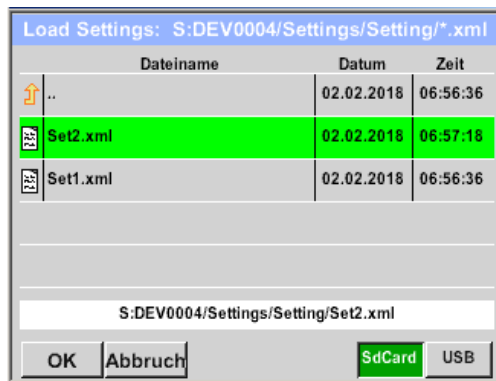 Load Settings: S:DEV0004/Settings/Setting/*.xml
Dateiname Datum Zeit
.. 02.02.2018 06:56:36
Set2.xml 02.02.2018 06:57:18
Set1.xml 02.02.2018 06:56:36
S:DEV0004/Settings/Setting/Set2.xml
OK Abbruch SdCard USB